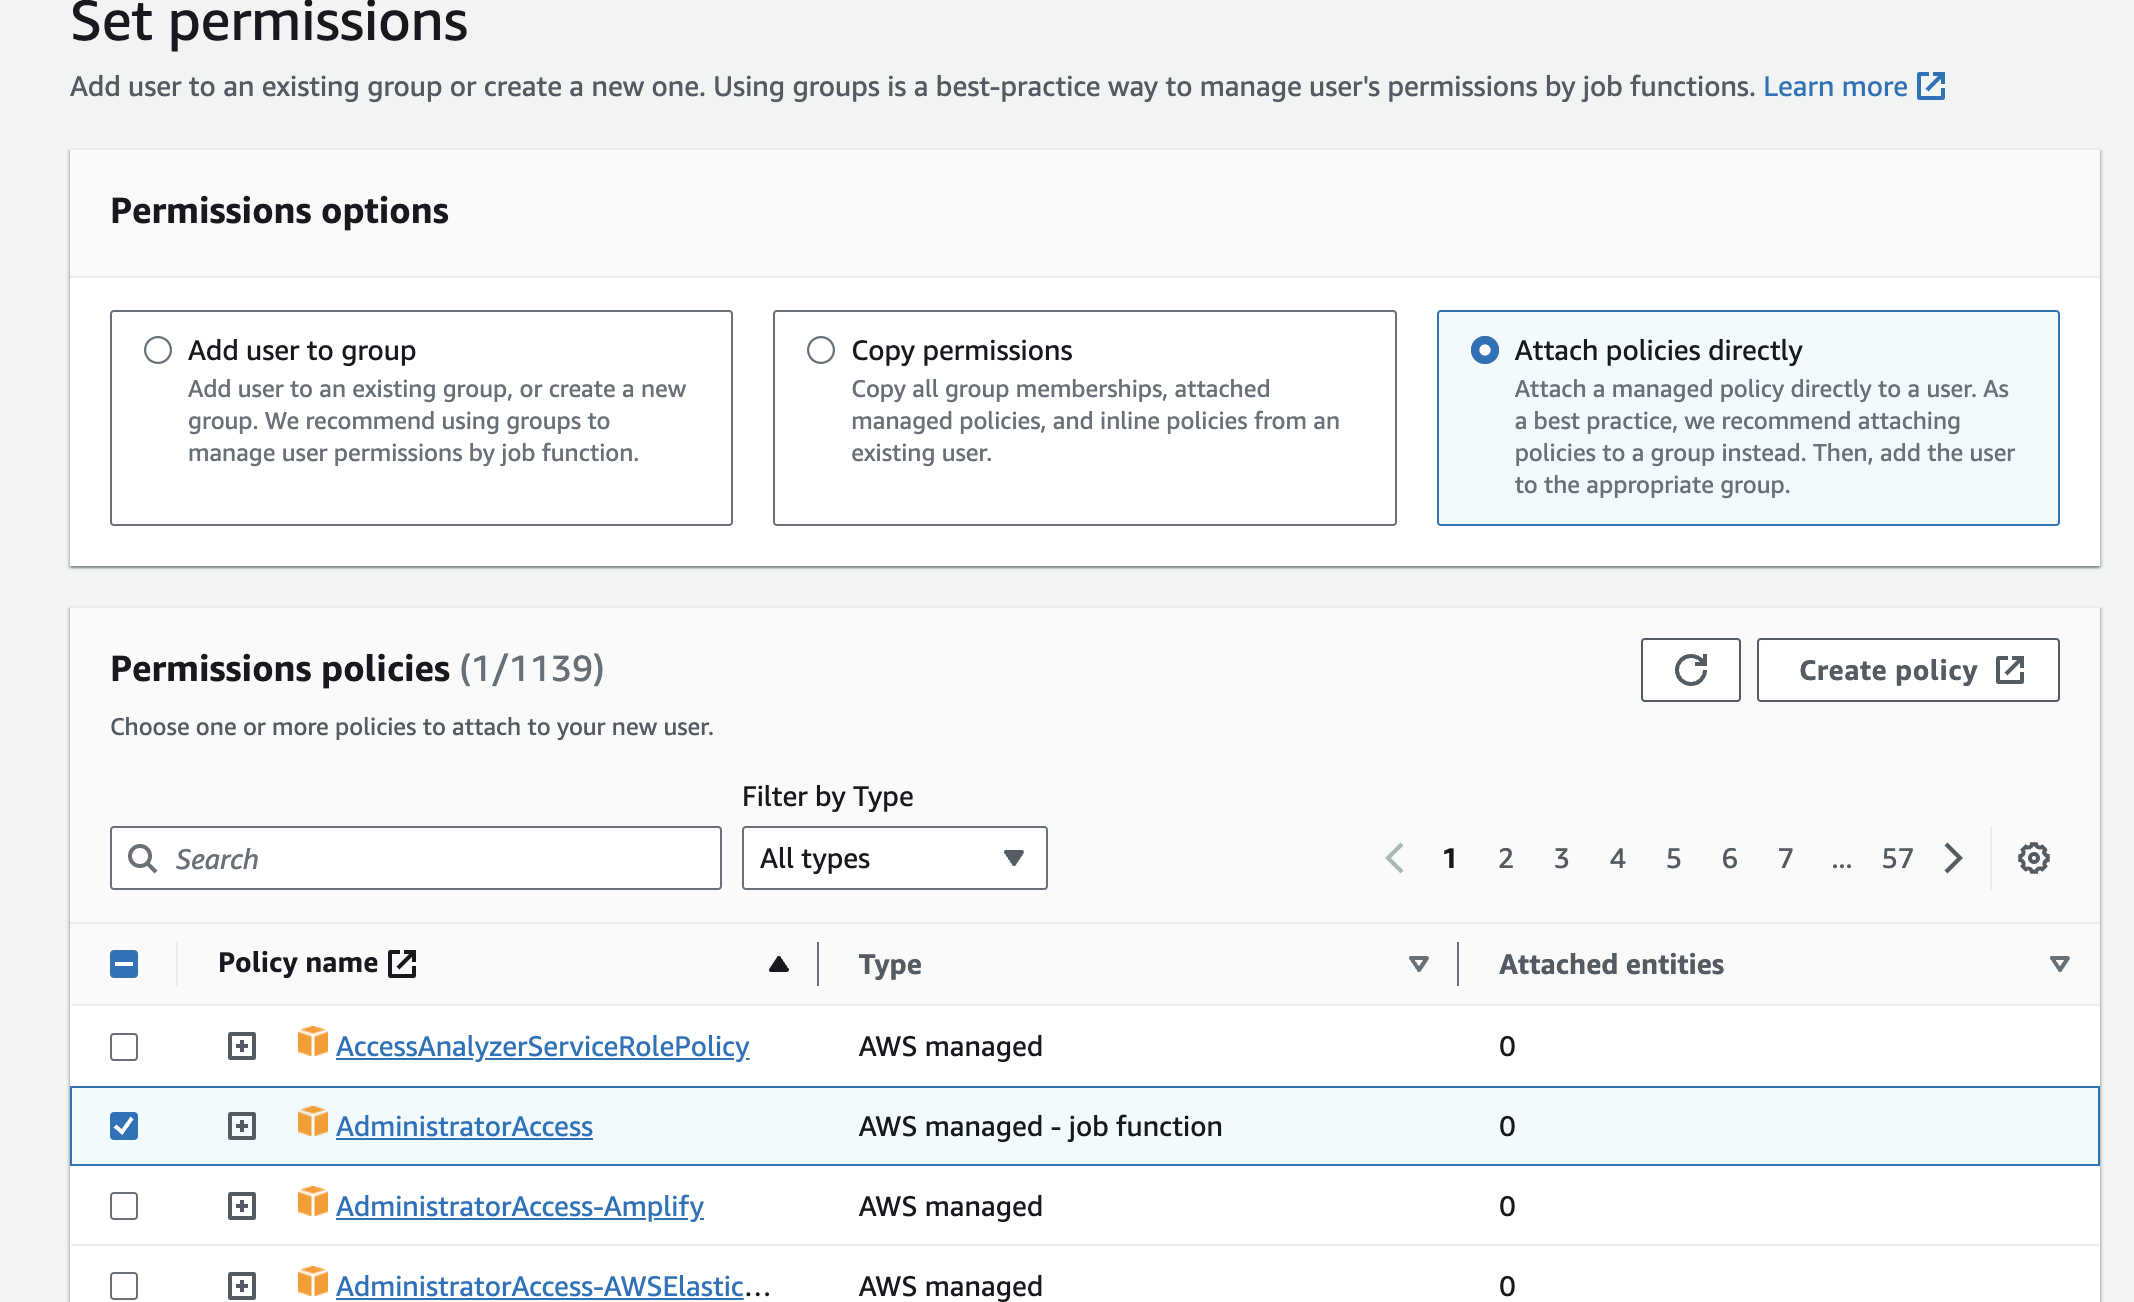 Set permissions
Add user to an existing group or create a new one. Using groups is a best-practice way to manage user's permissions by job functions. Learn more
Permissions options
Add user to group
Add user to an existing group, or create a new
group. We recommend using groups to
manage user permissions by job function.
Copy permissions
Copy all group memberships, attached
managed policies, and inline policies from an
existing user.
Attach policies directly
Attach a managed policy directly to a user. As
a best practice, we recommend attaching
policies to a group instead. Then, add the user
to the appropriate group.
Permissions policies (1/1139)
Create policy
Choose one or more policies to attach to your new user.
Filter by Type
Search
All types
1 2 3 4 5 6 7 ... 57
Policy name Type Attached entities
AccessAnalyzerServiceRolePolicy AWS managed 0
AdministratorAccess AWS managed - job function 0
AdministratorAccess-Amplify AWS managed 0
AdministratorAccess-AWSElastic... AWS managed 0